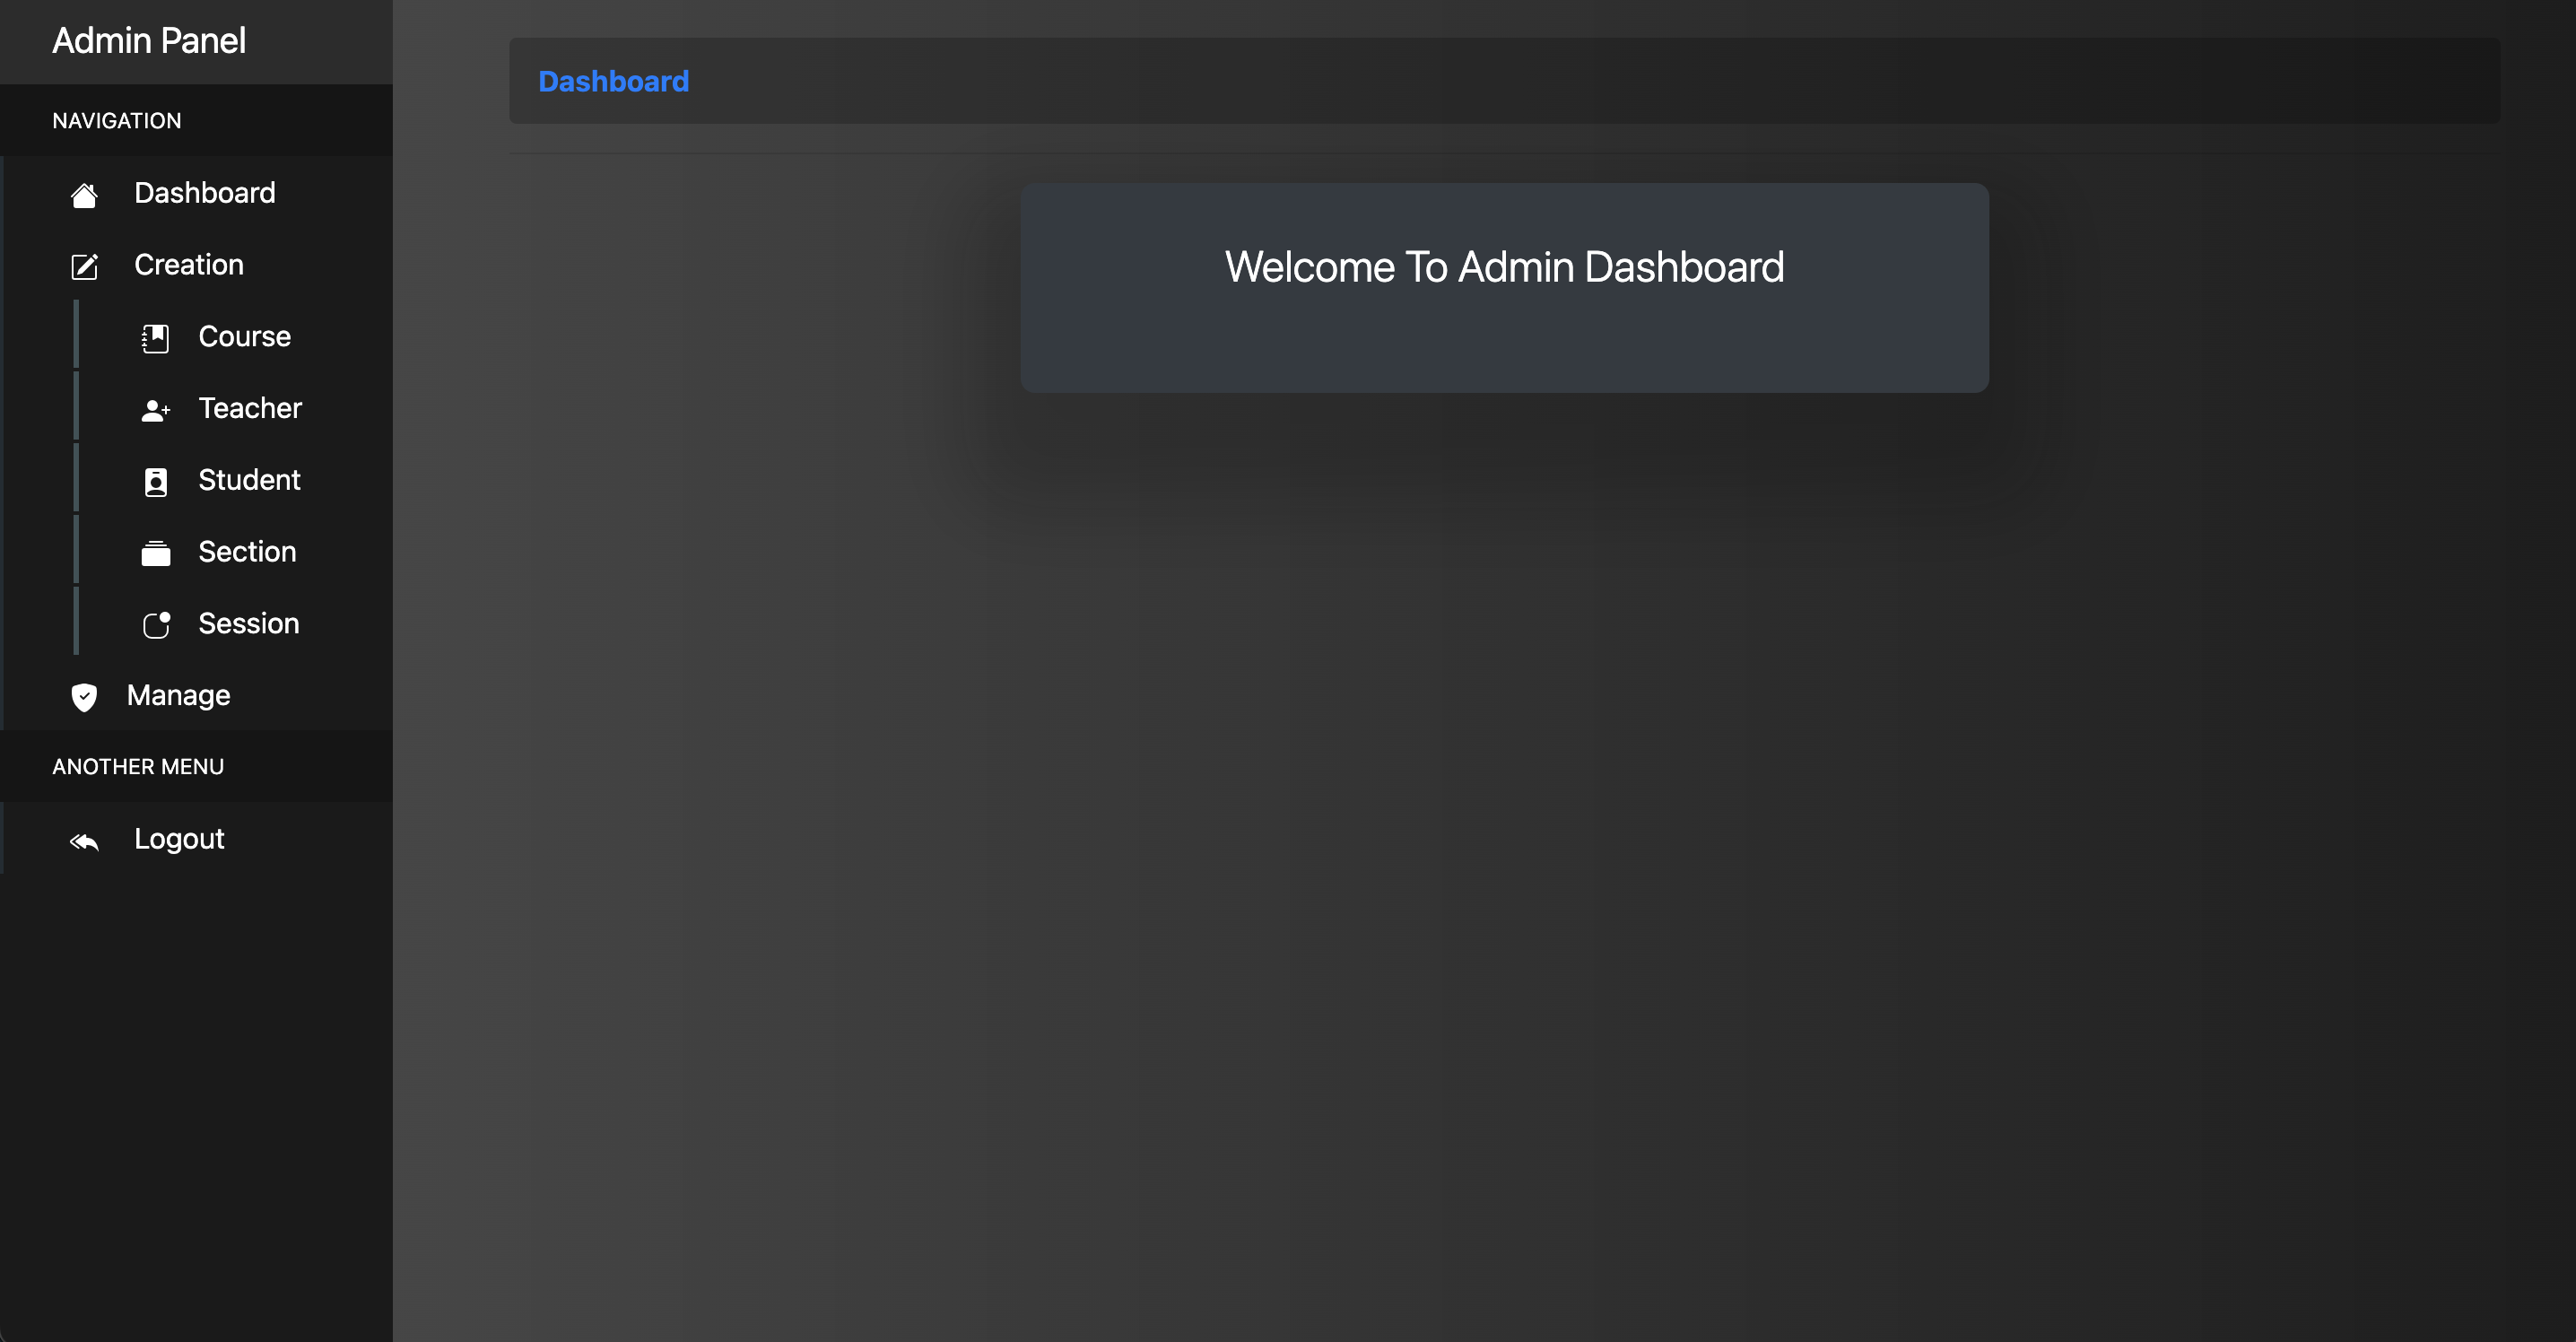 Admin Panel
NAVIGATION
Dashboard
Creation
Course
Teacher
Student
Section
Session
Manage
ANOTHER MENU
Logout
Dashboard
Welcome To Admin Dashboard